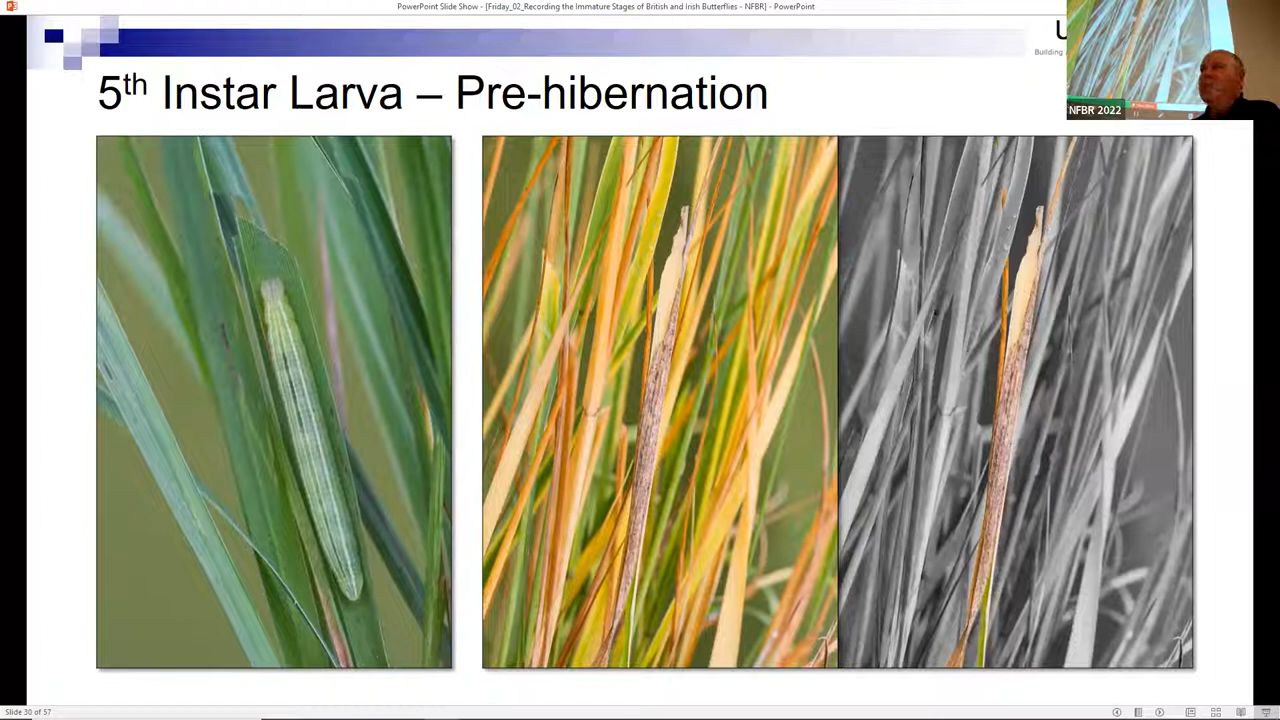 PowerPoint Slide Show - [Friday_02_Recording the Immature Stages of British and Irish Butterflies - NFBR] - PowerPoint
U
Building
5th Instar Larva – Pre-hibernation
NFBR 2022
Slide 30 of 57